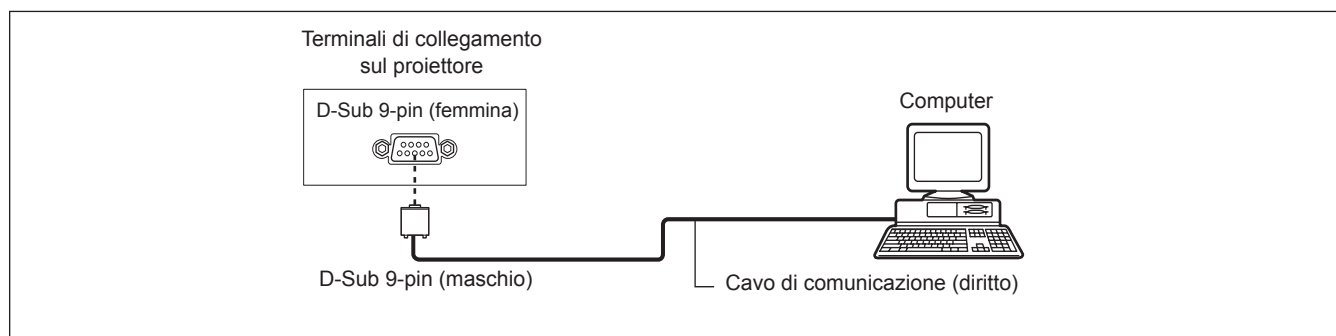 Terminali di collegamento
sul proiettore
D-Sub 9-pin (femmina)
Computer
D-Sub 9-pin (maschio)
Cavo di comunicazione (diritto)